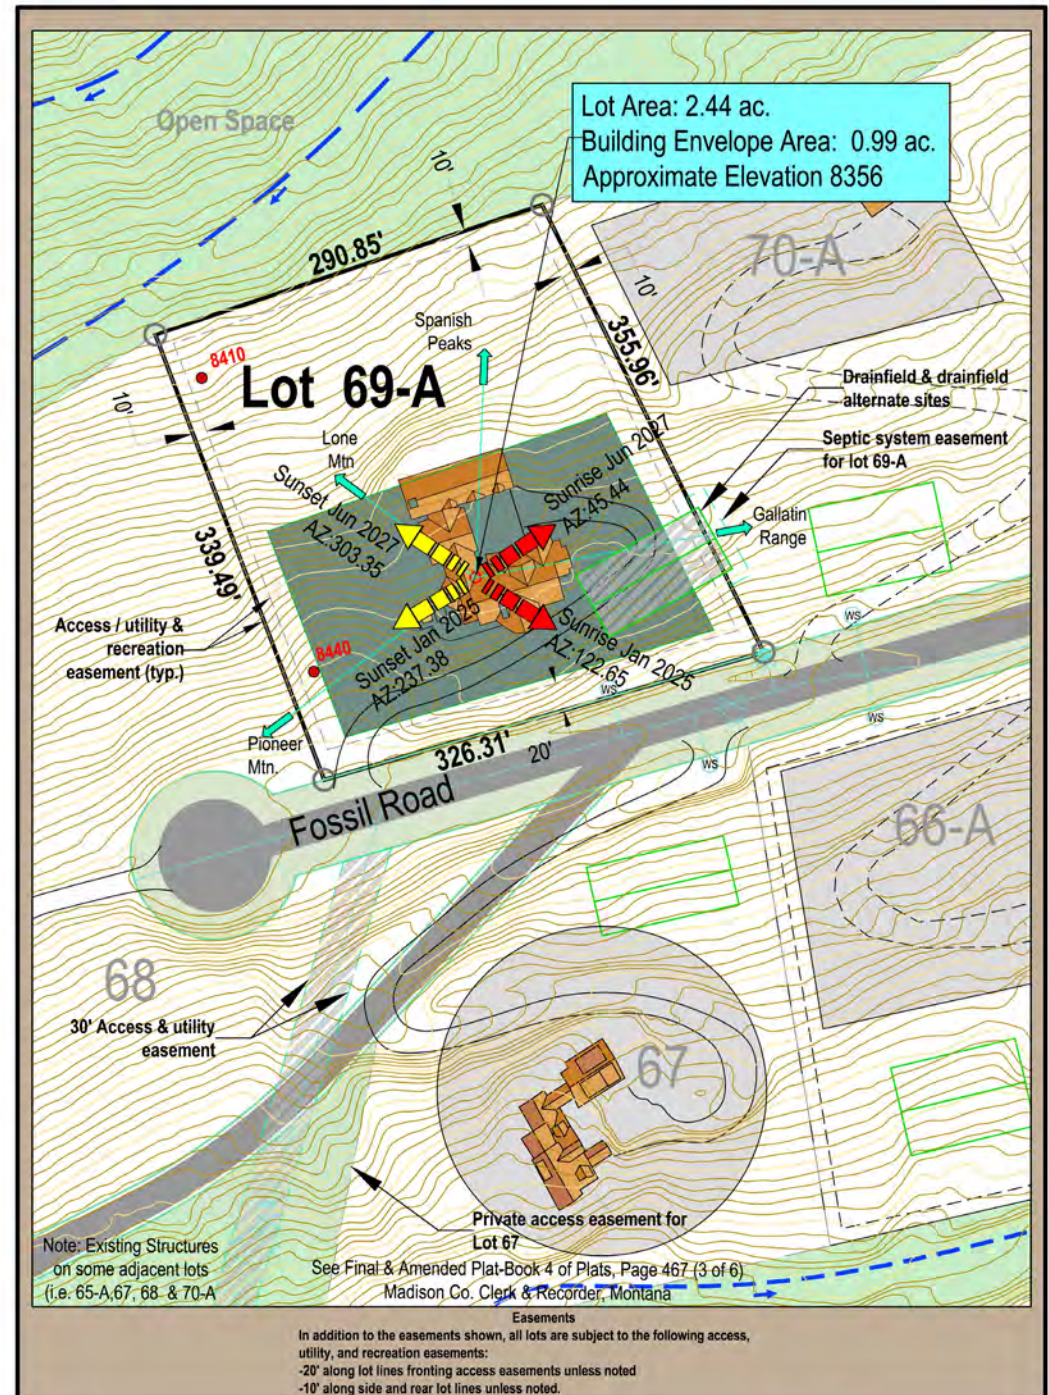 Open Space
Lot Area: 2.44 ac.
Building Envelope Area:  0.99 ac.
Approximate Elevation 8356
10'
290.85'
70-A
10'
355.96'
Spanish
Peaks
8410
Lot 69-A
10'
Drainfield & drainfield
alternate sites
Septic system easement
for lot 69-A
Lone
Mtn
Sunset Jun 2027
AZ:303.35
Sunrise Jun 2027
AZ:45.44
Gallatin
Range
339.49'
Access / utility &
recreation
easement (typ.)
8440
Sunset Jan 2025
AZ:237.38
Sunrise Jan 2025
AZ:122.65
ws
ws
ws
ws
Pioneer
Mtn.
326.31'
20'
Fossil Road
66-A
68
30' Access & utility
easement
67
Private access easement for
Lot 67
Note: Existing Structures
on some adjacent lots
(i.e. 65-A,67, 68 & 70-A
See Final & Amended Plat-Book 4 of Plats, Page 467 (3 of 6)
Madison Co. Clerk & Recorder, Montana
Easements
In addition to the easements shown, all lots are subject to the following access,
utility, and recreation easements:
-20' along lot lines fronting access easements unless noted
-10' along side and rear lot lines unless noted.